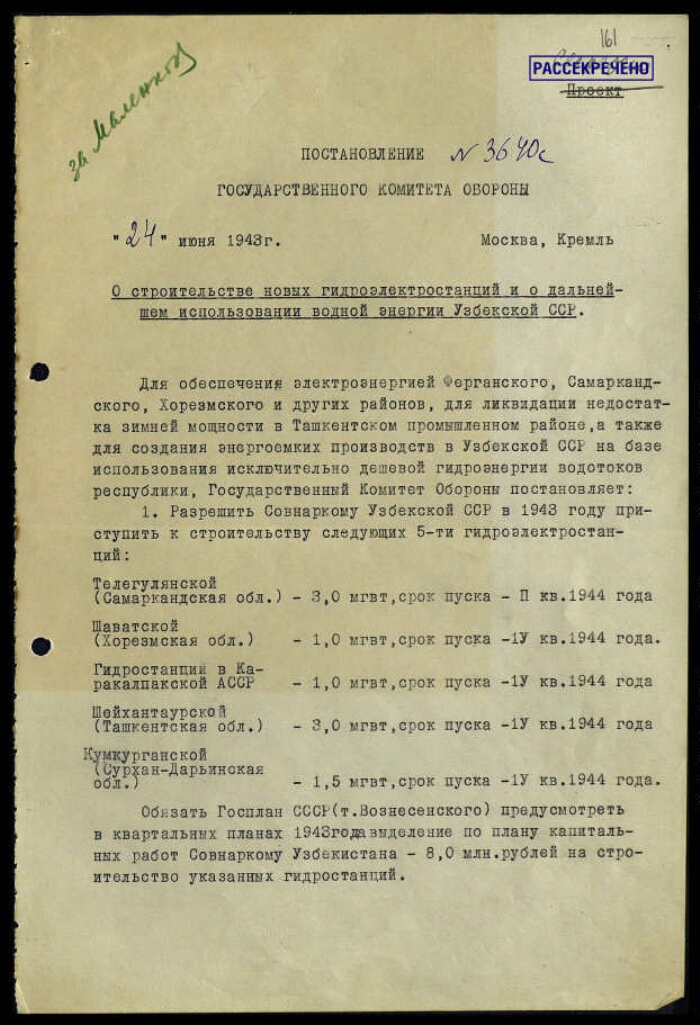 161
РАССЕКРЕЧЕНО
Проект
за Маленков
ПОСТАНОВЛЕНИЕ N 3640с
ГОСУДАРСТВЕННОГО КОМИТЕТА ОБОРОНЫ
"24" июня 1943г. Москва, Кремль
О строительстве новых гидроэлектростанций и о дальней-
шем использовании водной энергии Узбекской ССР.
Для обеспечения электроэнергией Ферганского, Самарканд-
ского, Хорезмского и других районов, для ликвидации недостат-
ка зимней мощности в Ташкентском промышленном районе,а также
для создания энергоемких производств в Узбекской ССР на базе
использования исключительно дешевой гидроэнергии водотоков
республики, Государственный Комитет Обороны постановляет:
1. Разрешить Совнаркому Узбекской ССР в 1943 году при-
ступить к строительству следующих 5-ти гидроэлектростан-
ций:
Телегулянской
(Самаркандская обл.) - 3,0 мгвт,срок пуска - П кв.1944 года
Шаватской
(Хорезмская обл.) - 1,0 мгвт,срок пуска -1У кв.1944 года.
Гидростанции в Ка-
ракалпакской АССР - 1,0 мгвт,срок пуска -1У кв.1944 года
Шейхантаурской
(Ташкентская обл.) - 3,0 мгвт,срок пуска -1У кв.1944 года
Кумкурганской
(Сурхан-Дарьинская
обл.) - 1,5 мгвт,срок пуска -1У кв.1944 года.
Обязать Госплан СССР(т.Вознесенского) предусмотреть
в квартальных планах 1943года выделение по плану капиталь-
ных работ Совнаркому Узбекистана - 8,0 млн.рублей на стро-
ительство указанных гидростанций.